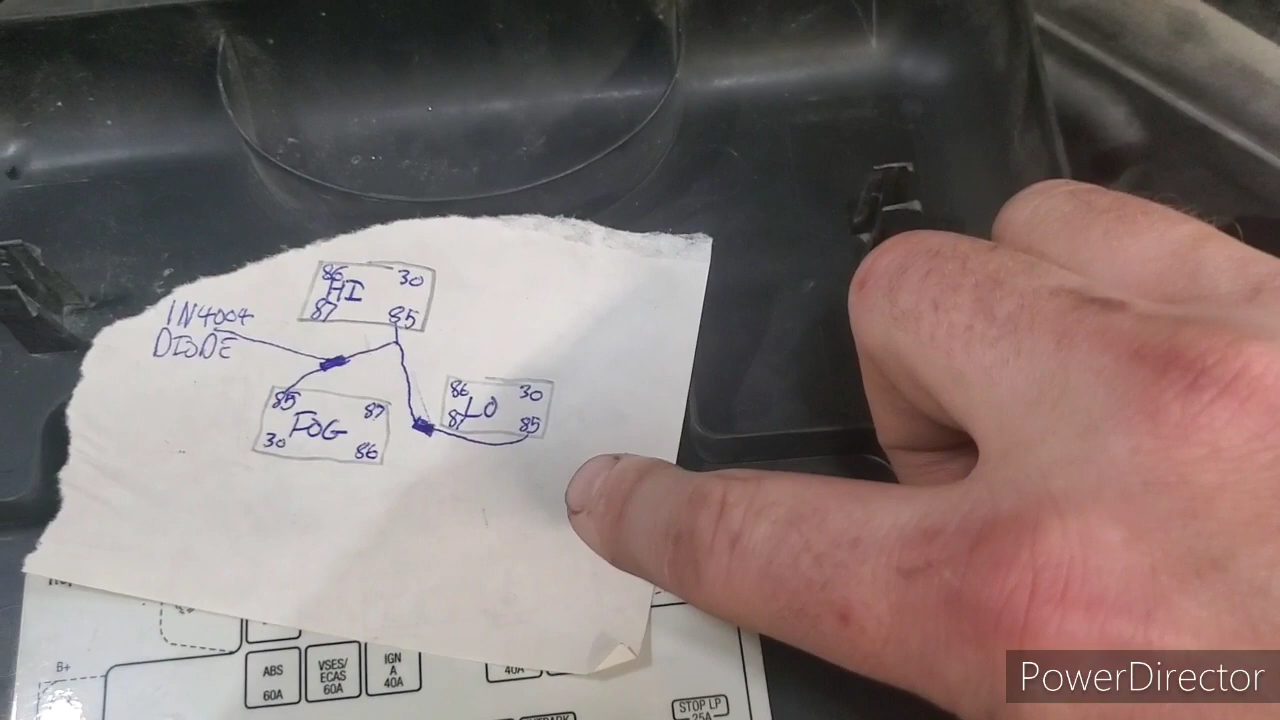 86
30
HI
87
85
1N4004
DIODE
85
87
FOG
30
86
86
30
LO
87
85
B+
ABS
60A
VSES/
ECAS
60A
IGN
A
40A
40A
STOP LP
25A
PowerDirector